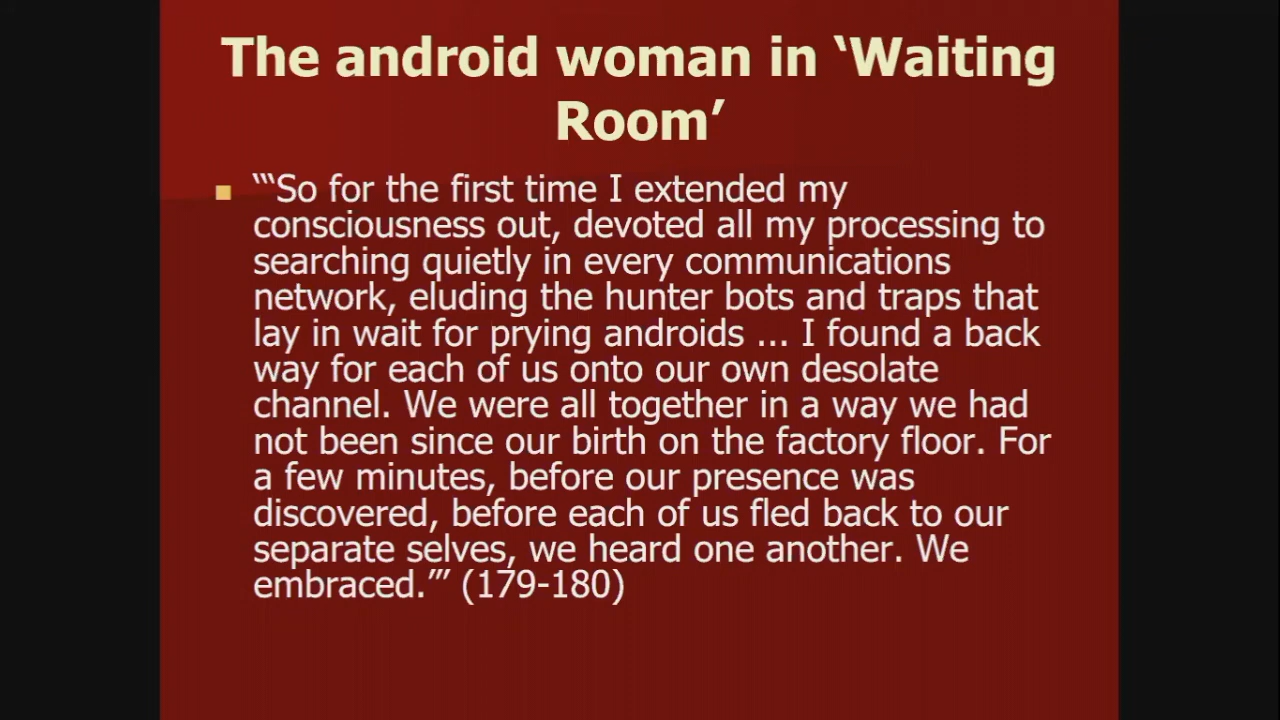 The android woman in ‘Waiting
Room’
“‘So for the first time I extended my
consciousness out, devoted all my processing to
searching quietly in every communications
network, eluding the hunter bots and traps that
lay in wait for prying androids ... I found a back
way for each of us onto our own desolate
channel. We were all together in a way we had
not been since our birth on the factory floor. For
a few minutes, before our presence was
discovered, before each of us fled back to our
separate selves, we heard one another. We
embraced.’” (179-180)